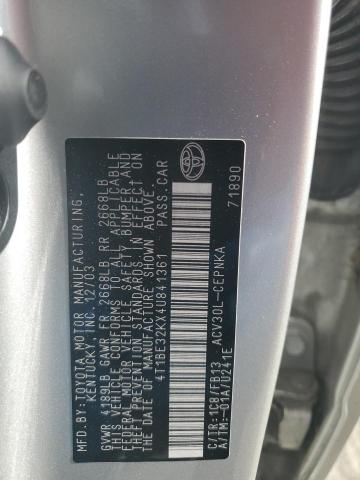 MFD.BY:TOYOTA MOTOR MANUFACTURING,
KENTUCKY, INC. 12/03
GVWR 4189LB GAWR FR 2668LB RR 2668LB
THIS VEHICLE CONFORMS TO ALL APPLICABLE
FEDERAL MOTOR VEHICLE SAFETY, BUMPER, AND
THEFT PREVENTION STANDARDS IN EFFECT ON
THE DATE OF MANUFACTURE SHOWN ABOVE.
4T1BE32KX4U841361 PASS.CAR
C/TR:1C8/FB13 ACV30L-CEPNKA
A/TM:-01A/U241E 71890
TOYOTA